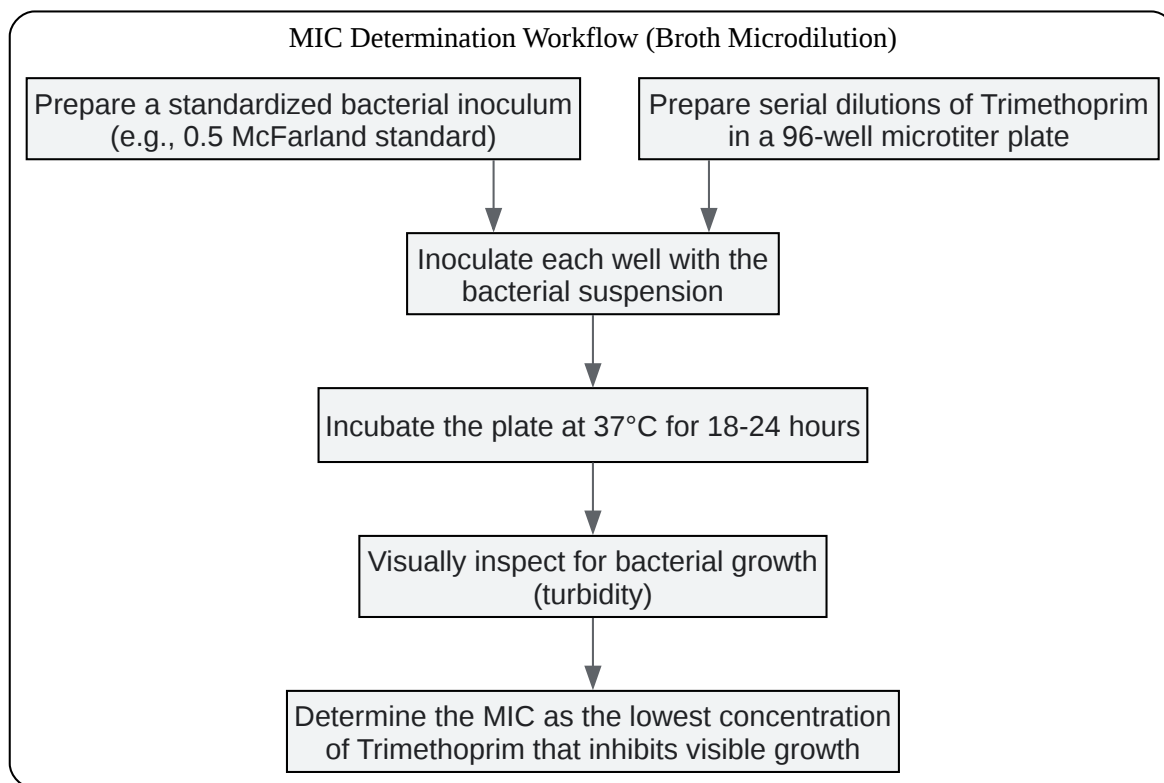 MIC Determination Workflow (Broth Microdilution)
Prepare a standardized bacterial inoculum
(e.g., 0.5 McFarland standard)
Prepare serial dilutions of Trimethoprim
in a 96-well microtiter plate
Inoculate each well with the
bacterial suspension
Incubate the plate at 37°C for 18-24 hours
Visually inspect for bacterial growth
(turbidity)
Determine the MIC as the lowest concentration
of Trimethoprim that inhibits visible growth